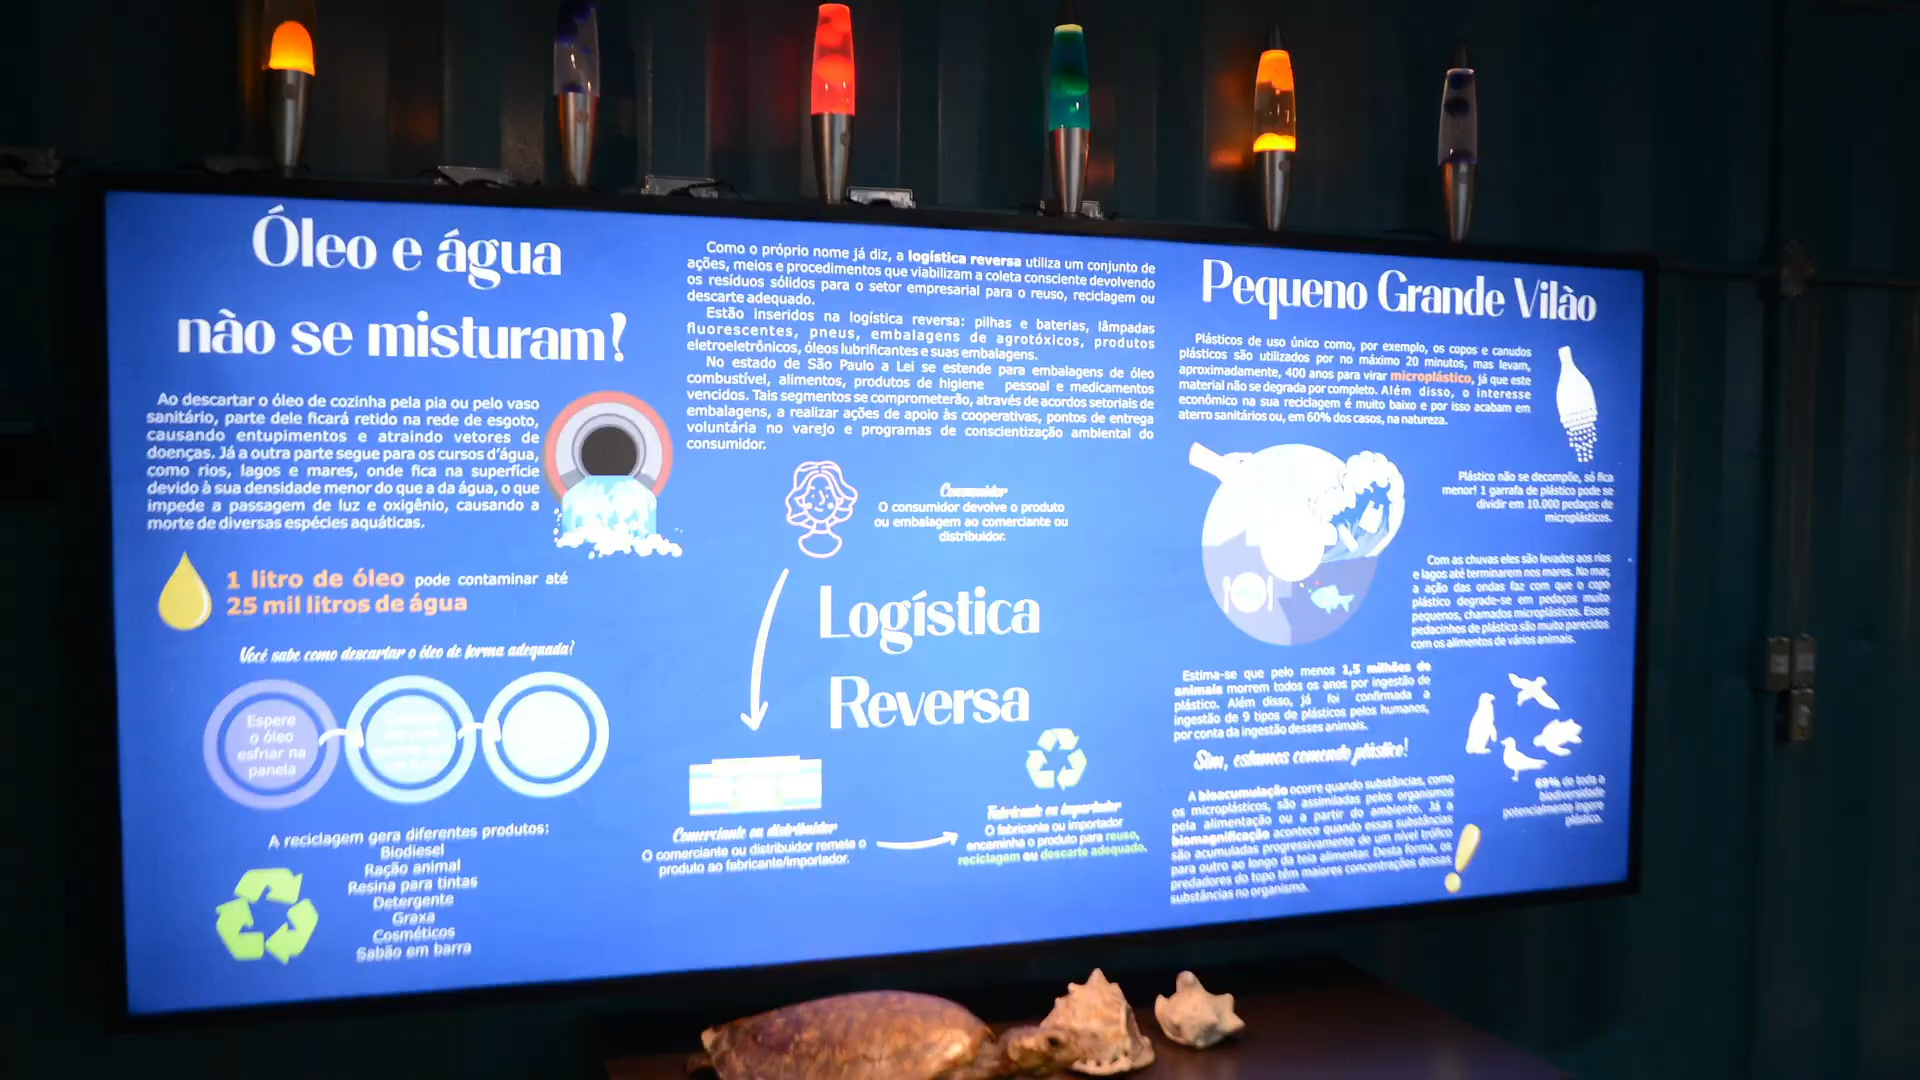 Óleo e água
não se misturam!
Ao descartar o óleo de cozinha pela pia ou pelo vaso
sanitário, parte dele ficará retido na rede de esgoto,
causando entupimentos e atraindo vetores de
doenças. Já a outra parte segue para os cursos d'água,
como rios, lagos e mares, onde fica na superfície
devido à sua densidade menor do que a da água, o que
impede a passagem de luz e oxigênio, causando a
morte de diversas espécies aquáticas.
1 litro de óleo pode contaminar até
25 mil litros de água
Você sabe como descartar o óleo de forma adequada?
Espere
o óleo
esfriar na
panela
A reciclagem gera diferentes produtos:
Biodiesel
Ração animal
Resina para tintas
Detergente
Graxa
Cosméticos
Sabão em barra
Como o próprio nome já diz, a logística reversa utiliza um conjunto de
ações, meios e procedimentos que viabilizam a coleta consciente devolvendo
os resíduos sólidos para o setor empresarial para o reuso, reciclagem ou
descarte adequado.
Estão inseridos na logística reversa: pilhas e baterias, lâmpadas
fluorescentes, pneus, embalagens de agrotóxicos, produtos
eletroeletrônicos, óleos lubrificantes e suas embalagens.
No estado de São Paulo a Lei se estende para embalagens de óleo
combustível, alimentos, produtos de higiene pessoal e medicamentos
vencidos. Tais segmentos se comprometerão, através de acordos setoriais de
embalagens, a realizar ações de apoio às cooperativas, pontos de entrega
voluntária no varejo e programas de conscientização ambiental do
consumidor.
Consumidor
O consumidor devolve o produto
ou embalagem ao comerciante ou
distribuidor.
Logística
Reversa
Comerciante ou distribuidor
O comerciante ou distribuidor remete o
produto ao fabricante/importador.
Fabricante ou importador
O fabricante ou importador
encaminha o produto para reuso,
reciclagem ou descarte adequado.
Pequeno Grande Vilão
Plásticos de uso único como, por exemplo, os copos e canudos
plásticos são utilizados por no máximo 20 minutos, mas levam,
aproximadamente, 400 anos para virar microplástico, já que este
material não se degrada por completo. Além disso, o interesse
econômico na sua reciclagem é muito baixo e por isso acabam em
aterro sanitários ou, em 60% dos casos, na natureza.
Plástico não se decompõe, só fica
menor! 1 garrafa de plástico pode se
dividir em 10.000 pedaços de
microplásticos.
Com as chuvas eles são levados aos rios
e lagos até terminarem nos mares. No mar,
a ação das ondas faz com que o copo
plástico degrade-se em pedaços muito
pequenos, chamados microplásticos. Esses
pedacinhos de plástico são muito parecidos
com os alimentos de vários animais.
Estima-se que pelo menos 1,5 milhões de
animais morrem todos os anos por ingestão de
plástico. Além disso, já foi confirmada a
ingestão de 9 tipos de plásticos pelos humanos,
por conta da ingestão desses animais.
Sim, estamos comendo plástico!
69% de toda a
biodiversidade
potencialmente ingere
plástico.
A bioacumulação ocorre quando substâncias, como
os microplásticos, são assimiladas pelos organismos
pela alimentação ou a partir do ambiente. Já a
biomagnificação acontece quando essas substâncias
são acumuladas progressivamente de um nível trófico
para outro ao longo da teia alimentar. Desta forma, os
predadores do topo têm maiores concentrações dessas
substâncias no organismo.